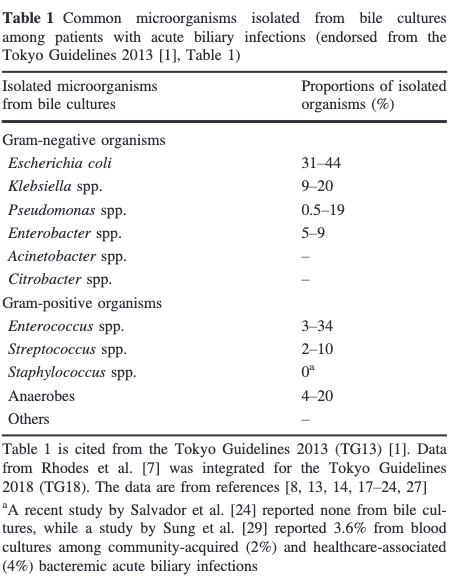 Table 1 Common microorganisms isolated from bile cultures
among patients with acute biliary infections (endorsed from the
Tokyo Guidelines 2013 [1], Table 1)
Isolated microorganisms Proportions of isolated
from bile cultures organisms (%)
Gram-negative organisms
Escherichia coli 31–44
Klebsiella spp. 9–20
Pseudomonas spp. 0.5–19
Enterobacter spp. 5–9
Acinetobacter spp. –
Citrobacter spp. –
Gram-positive organisms
Enterococcus spp. 3–34
Streptococcus spp. 2–10
Staphylococcus spp. 0a
Anaerobes 4–20
Others –
Table 1 is cited from the Tokyo Guidelines 2013 (TG13) [1]. Data
from Rhodes et al. [7] was integrated for the Tokyo Guidelines
2018 (TG18). The data are from references [8, 13, 14, 17–24, 27]
aA recent study by Salvador et al. [24] reported none from bile cul-
tures, while a study by Sung et al. [29] reported 3.6% from blood
cultures among community-acquired (2%) and healthcare-associated
(4%) bacteremic acute biliary infections